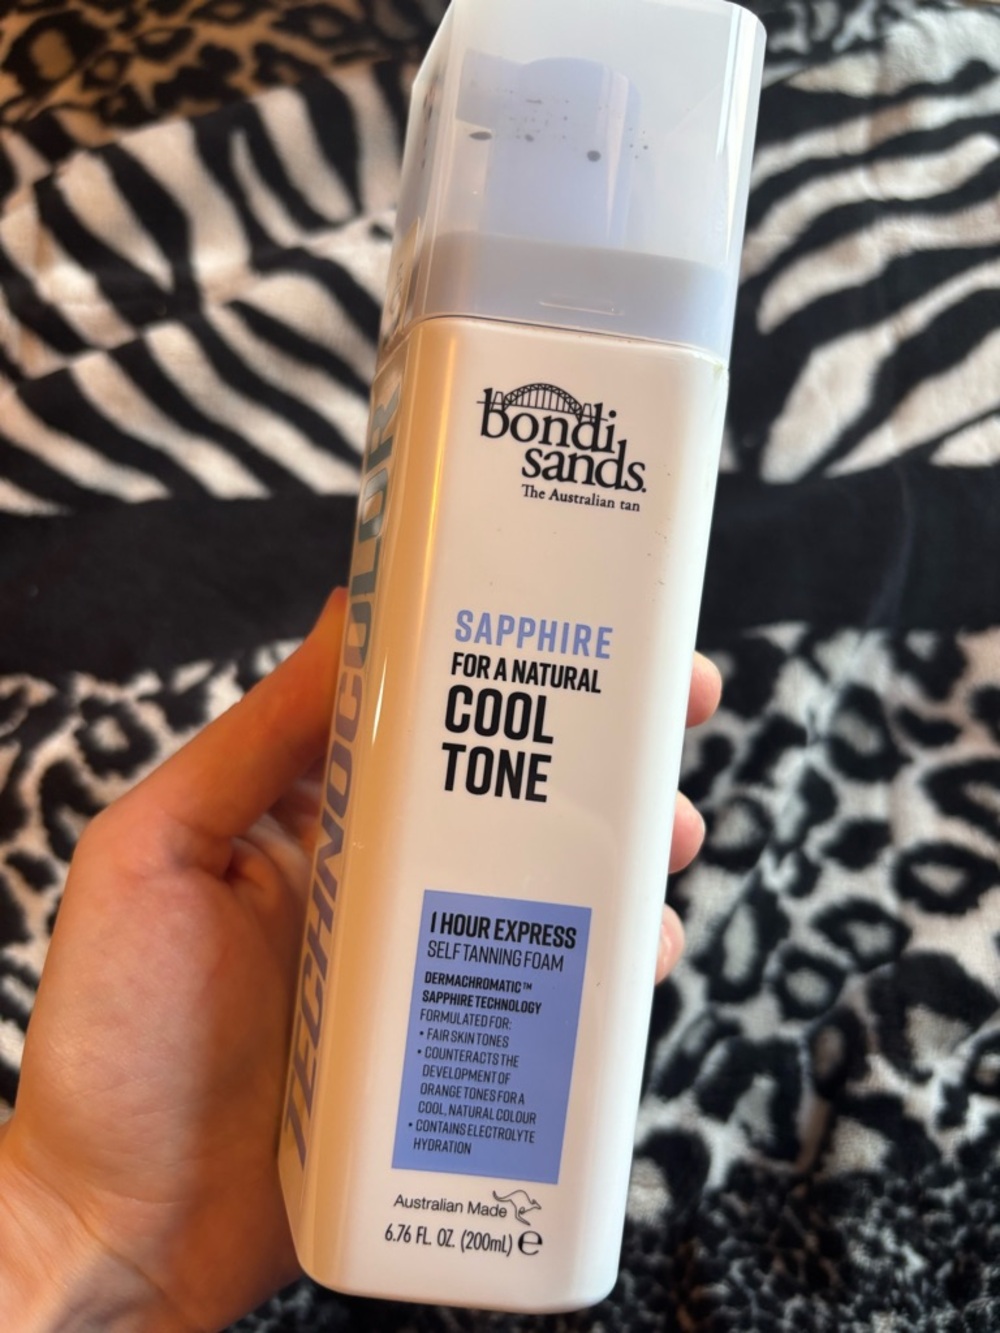 bondi
sands.
The Australian tan
SAPPHIRE
FOR A NATURAL
COOL
TONE
1 HOUR EXPRESS
SELF TANNING FOAM
DERMACHROMATIC™
SAPPHIRE TECHNOLOGY
FORMULATED FOR:
• FAIR SKIN TONES
• COUNTERACTS THE
DEVELOPMENT OF
ORANGE TONES FOR A
COOL, NATURAL COLOUR
• CONTAINS ELECTROLYTE
HYDRATION
Australian Made
6.76 FL. OZ. (200mL) ℮
TECHNOCOLOR